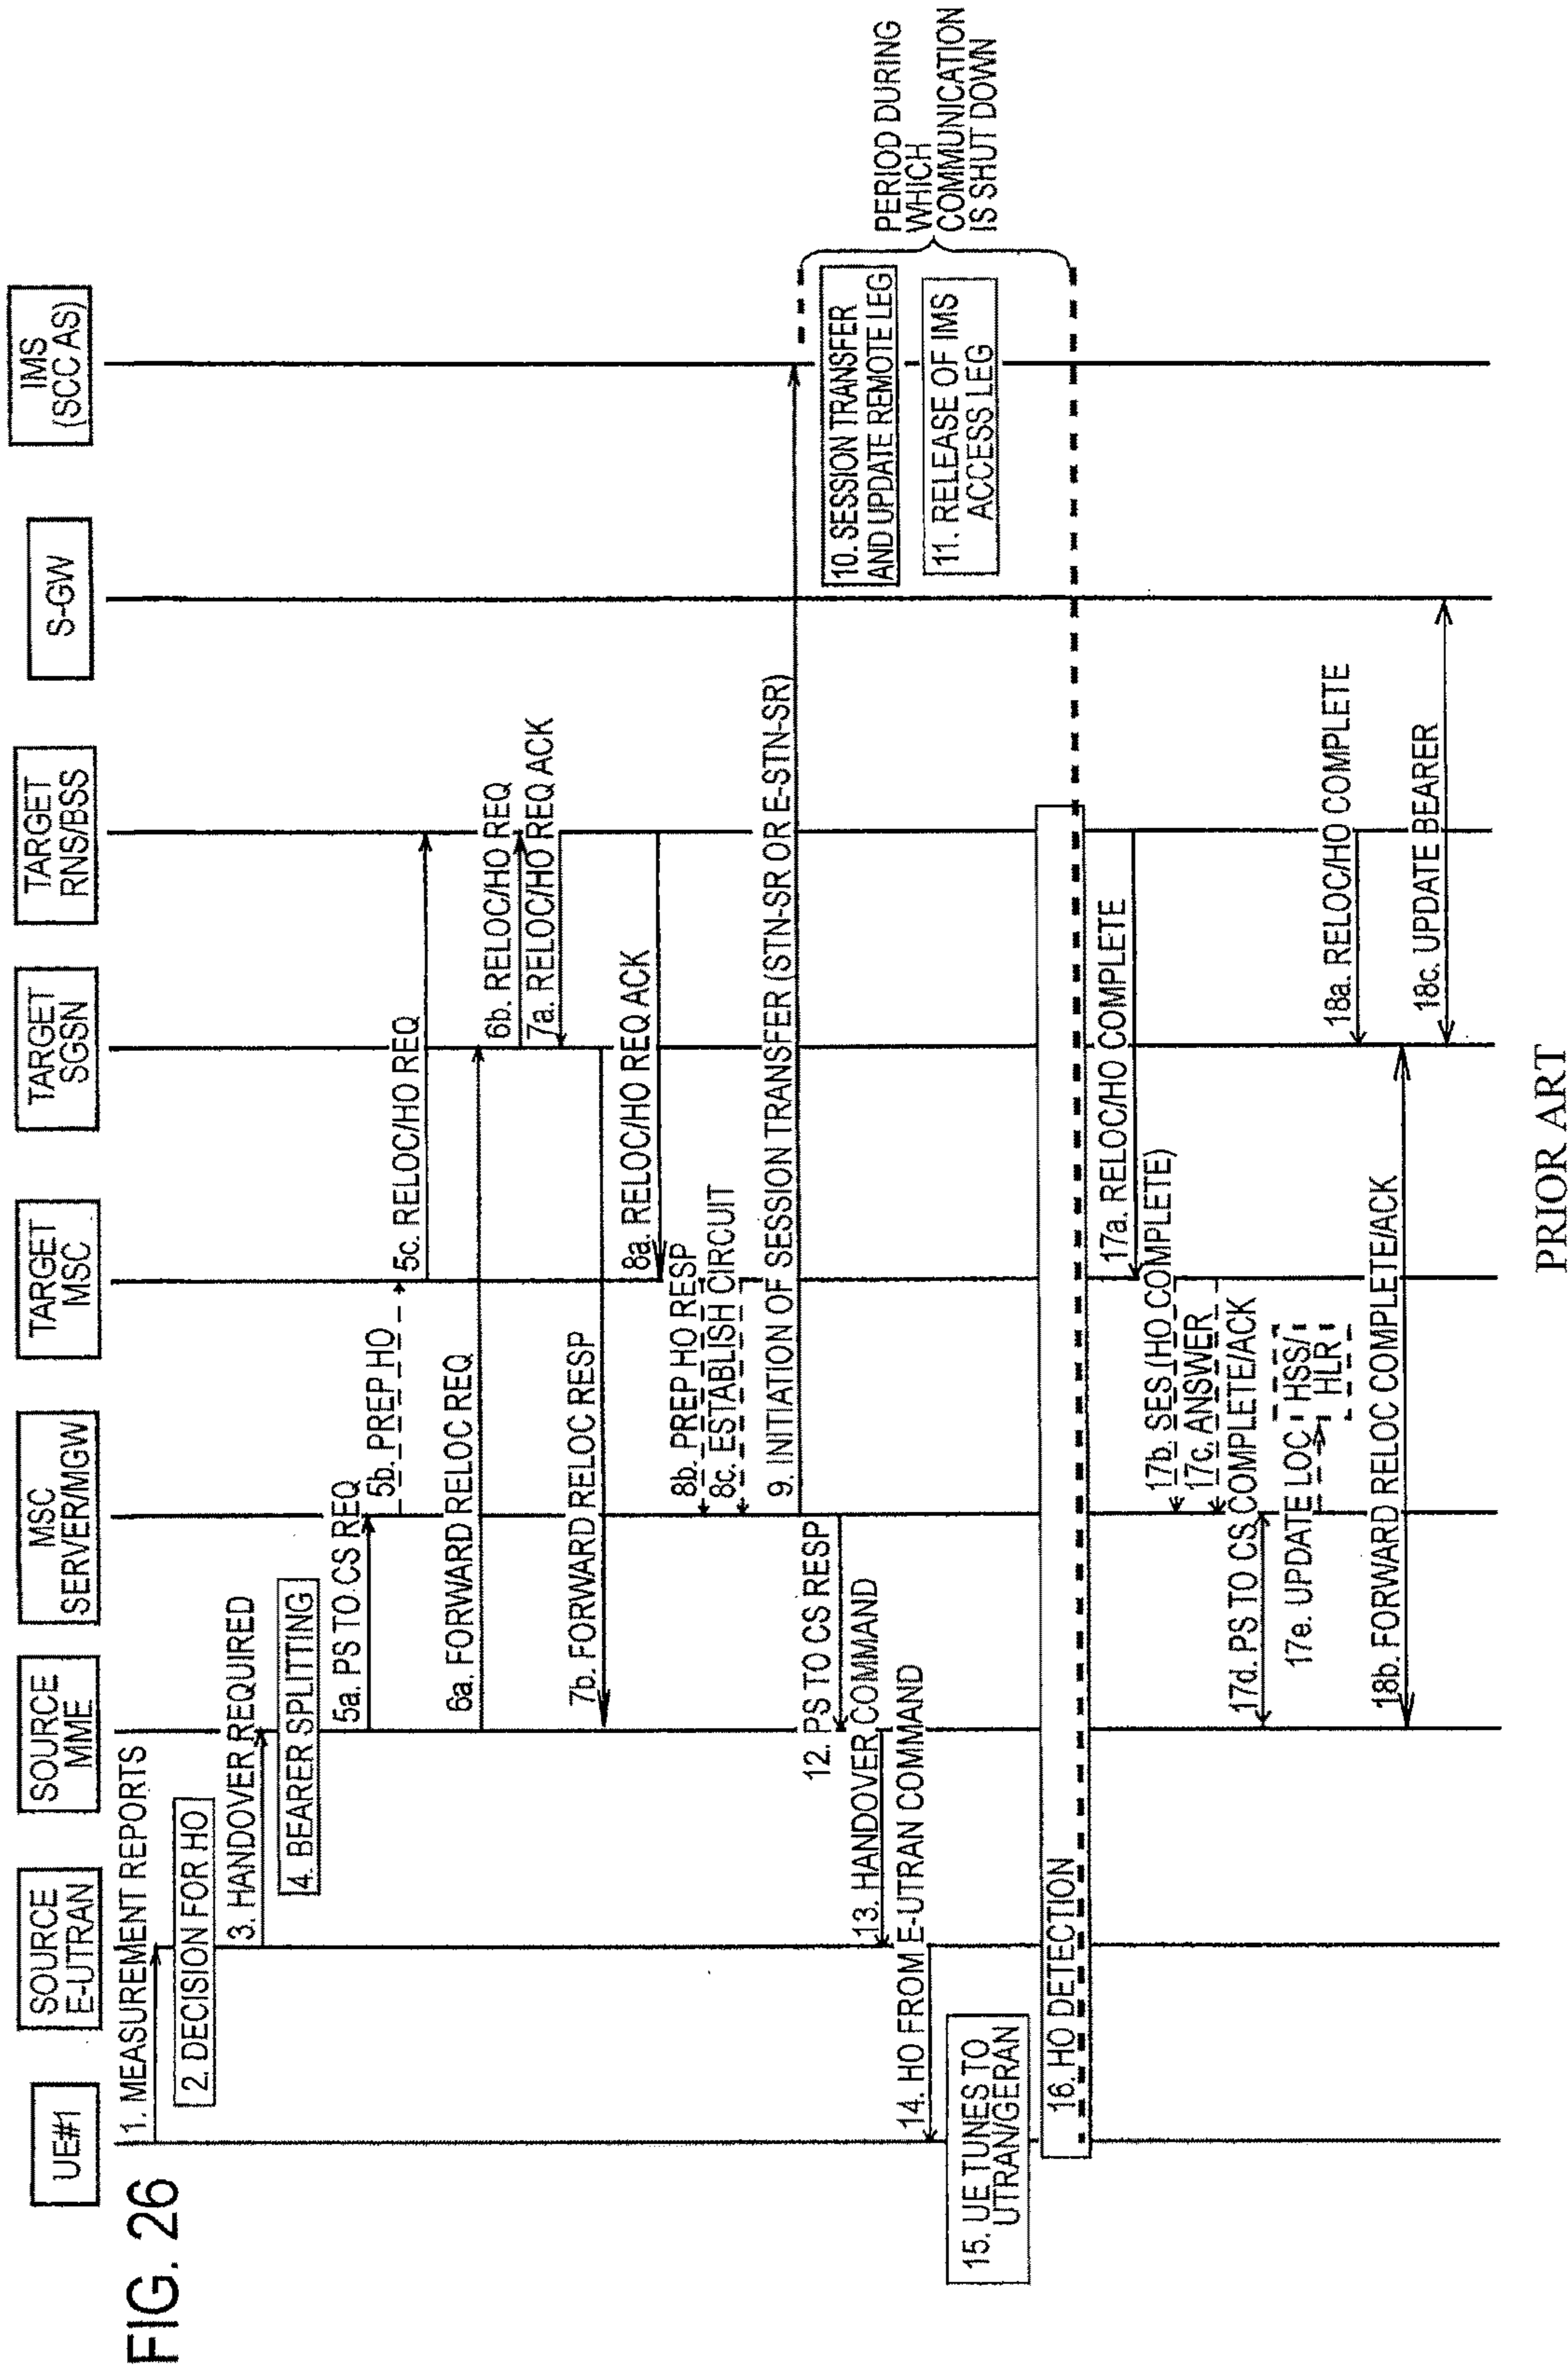 FIG. 26
UE#1
SOURCE
E-UTRAN
SOURCE
MME
MSC
SERVER/MGW
TARGET
MSC
TARGET
SGSN
TARGET
RNS/BSS
S-GW
IMS
(SCC AS)
1. MEASUREMENT REPORTS
2. DECISION FOR HO
3. HANDOVER REQUIRED
4. BEARER SPLITTING
5a. PS TO CS REQ
5b. PREP HO
5c. RELOC/HO REQ
6a. FORWARD RELOC REQ
6b. RELOC/HO REQ
7a. RELOC/HO REQ ACK
7b. FORWARD RELOC RESP
8a. RELOC/HO REQ ACK
8b. PREP HO RESP
8c. ESTABLISH CIRCUIT
9. INITIATION OF SESSION TRANSFER (STN-SR OR E-STN-SR)
10. SESSION TRANSFER
AND UPDATE REMOTE LEG
11. RELEASE OF IMS
ACCESS LEG
PERIOD DURING
WHICH
COMMUNICATION
IS SHUT DOWN
12. PS TO CS RESP
13. HANDOVER COMMAND
14. HO FROM E-UTRAN COMMAND
15. UE TUNES TO
UTRAN/GERAN
16. HO DETECTION
17a. RELOC/HO COMPLETE
17b. SES (HO COMPLETE)
17c. ANSWER
17d. PS TO CS COMPLETE/ACK
17e. UPDATE LOC
HSS/
HLR
18a. RELOC/HO COMPLETE
18b. FORWARD RELOC COMPLETE/ACK
18c. UPDATE BEARER
PRIOR ART